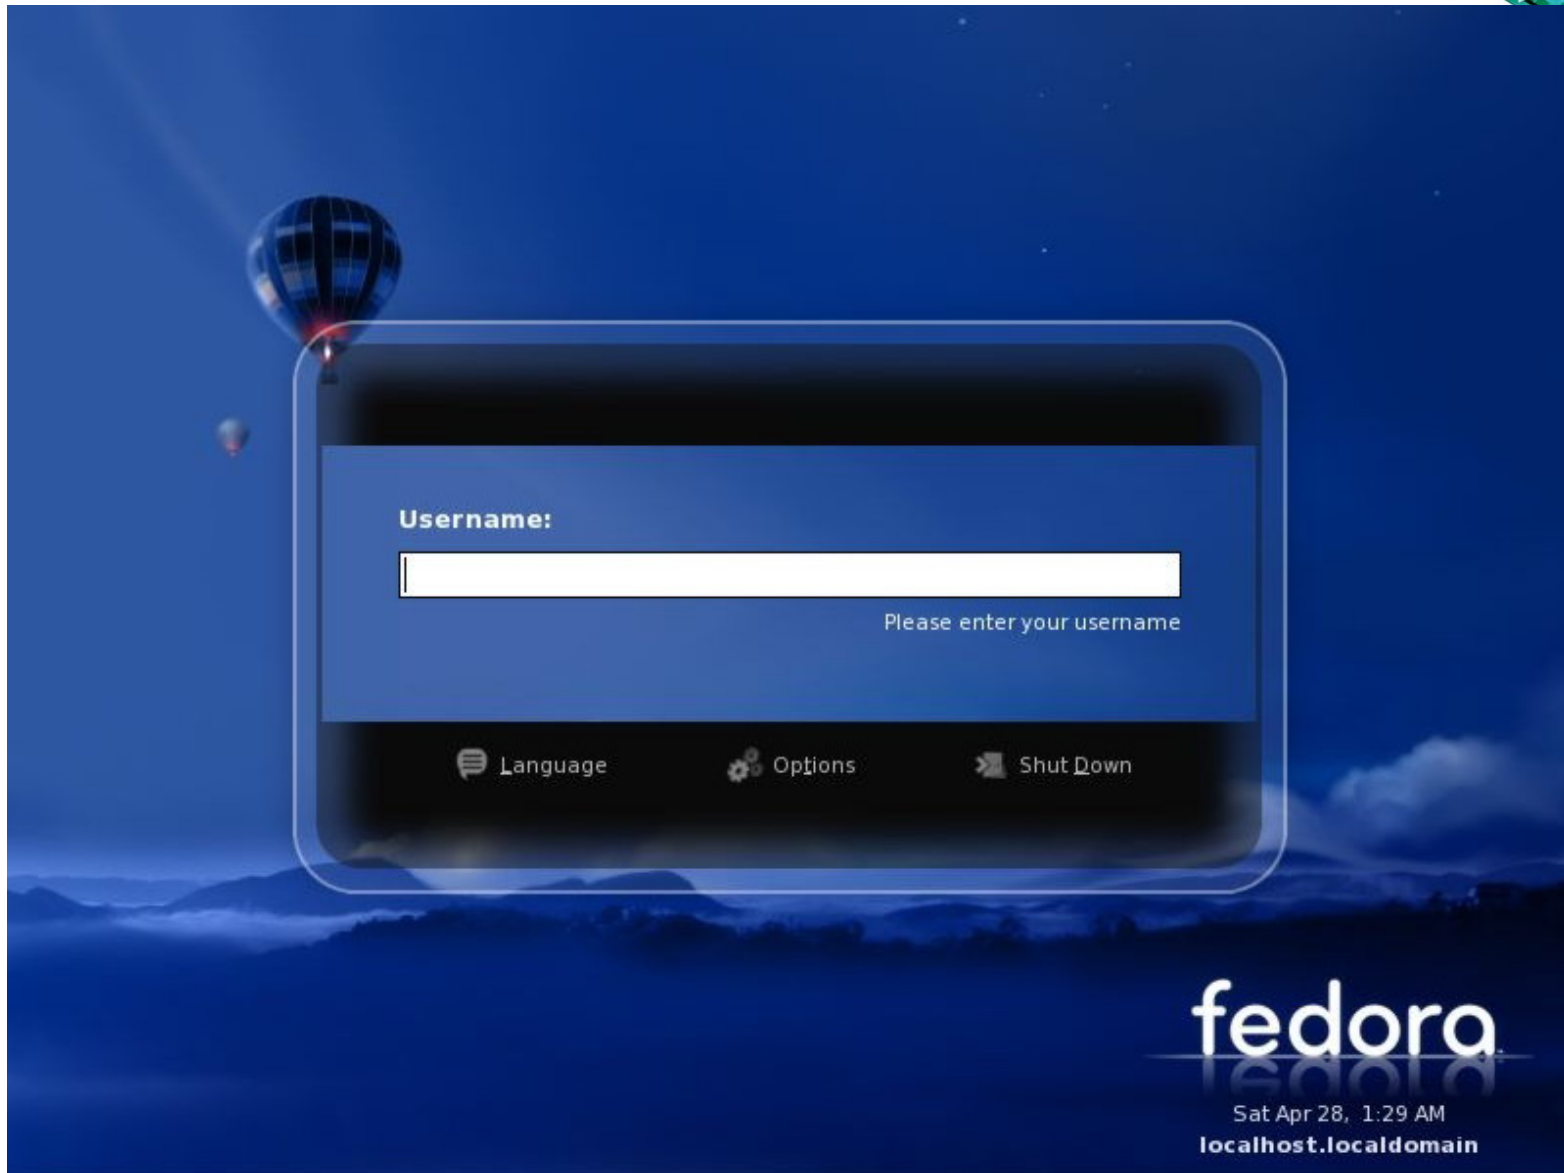 Username:
Please enter your username
Language
Options
Shut Down
fedora
Sat Apr 28, 1:29 AM
localhost.localdomain